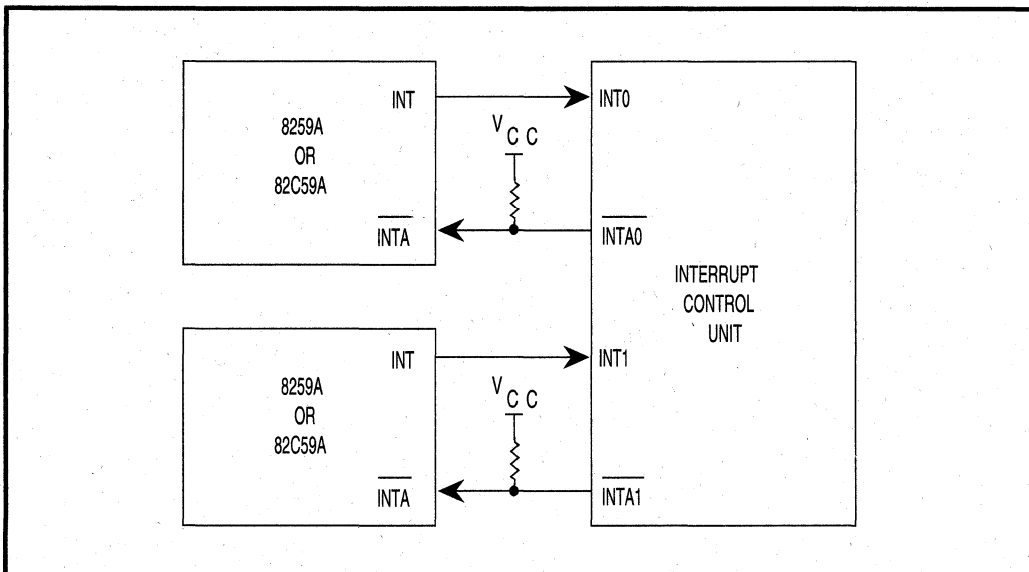 INT
INT0
8259A
OR
82C59A
VCC
INTA
INTA0
INTERRUPT
CONTROL
UNIT
INT
INT1
8259A
OR
82C59A
VCC
INTA
INTA1